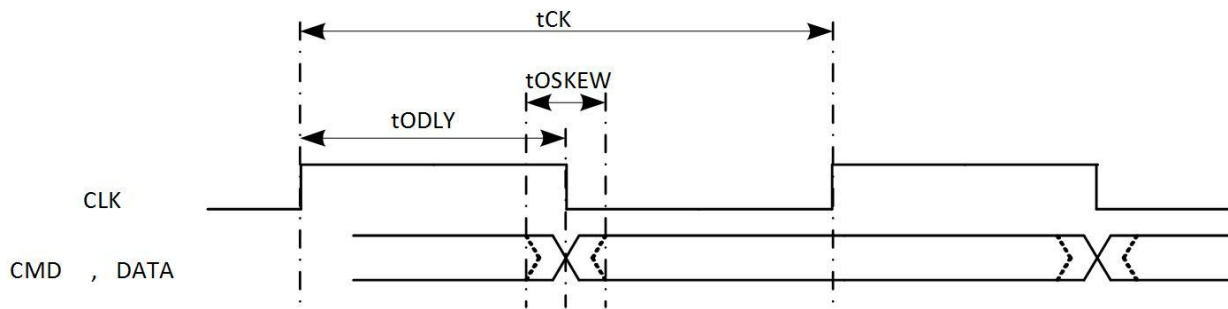 tCK
tOSKEW
tODLY
CLK
CMD , DATA